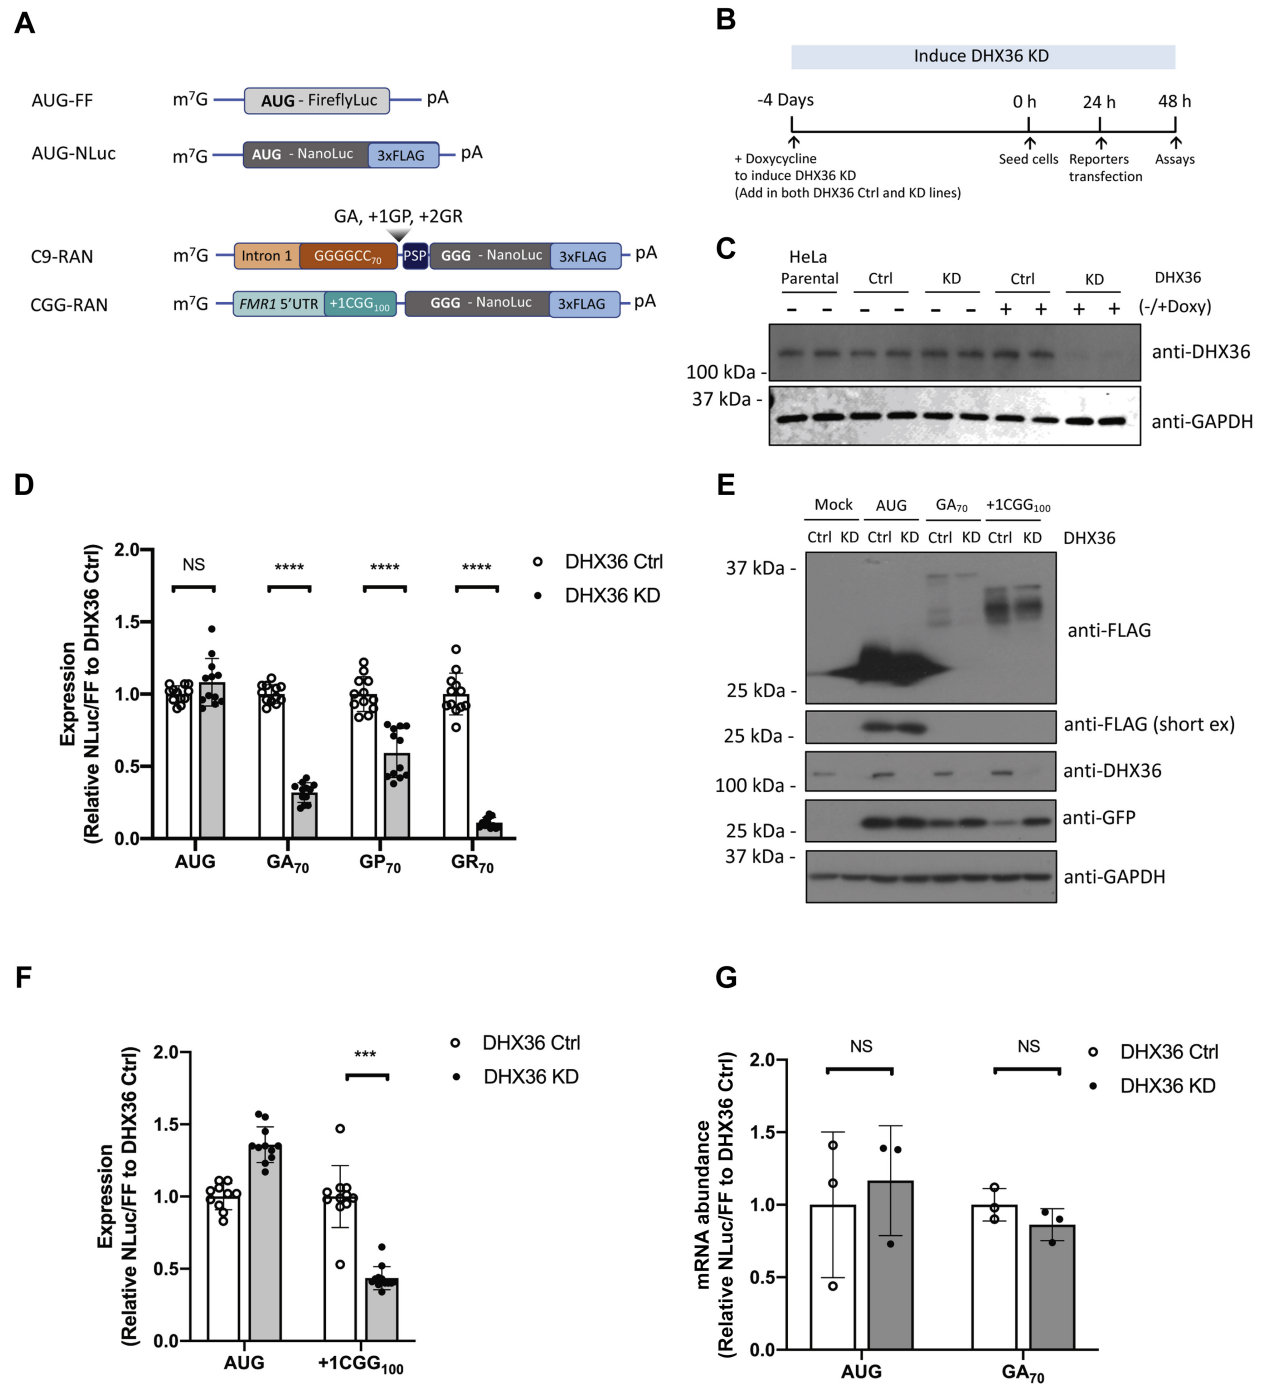 A
AUG-FF
m⁷G
AUG - FireflyLuc
pA
AUG-NLuc
m⁷G
AUG - NanoLuc
3xFLAG
pA
GA, +1GP, +2GR
C9-RAN
m⁷G
Intron 1
GGGGCC₇₀
PSP
GGG - NanoLuc
3xFLAG
pA
CGG-RAN
m⁷G
FMR1 5'UTR
+1CGG₁₀₀
GGG - NanoLuc
3xFLAG
pA
B
Induce DHX36 KD
-4 Days
0 h
24 h
48 h
+ Doxycycline
to induce DHX36 KD
(Add in both DHX36 Ctrl and KD lines)
Seed cells
Reporters
transfection
Assays
C
HeLa
Parental
Ctrl
KD
Ctrl
KD
DHX36
- - - - - - + + + +
(-/+Doxy)
anti-DHX36
100 kDa -
37 kDa -
anti-GAPDH
D
Expression
(Relative NLuc/FF to DHX36 Ctrl)
2.0
1.5
1.0
0.5
0.0
NS
****
****
****
DHX36 Ctrl
DHX36 KD
AUG
GA₇₀
GP₇₀
GR₇₀
E
Mock
AUG
GA₇₀
+1CGG₁₀₀
Ctrl KD Ctrl KD Ctrl KD Ctrl KD
DHX36
37 kDa -
anti-FLAG
25 kDa -
25 kDa -
anti-FLAG (short ex)
100 kDa -
anti-DHX36
25 kDa -
anti-GFP
37 kDa -
anti-GAPDH
F
Expression
(Relative NLuc/FF to DHX36 Ctrl)
2.0
1.5
1.0
0.5
0.0
***
DHX36 Ctrl
DHX36 KD
AUG
+1CGG₁₀₀
G
mRNA abundance
(Relative NLuc/FF to DHX36 Ctrl)
2.0
1.5
1.0
0.5
0.0
NS
NS
DHX36 Ctrl
DHX36 KD
AUG
GA₇₀